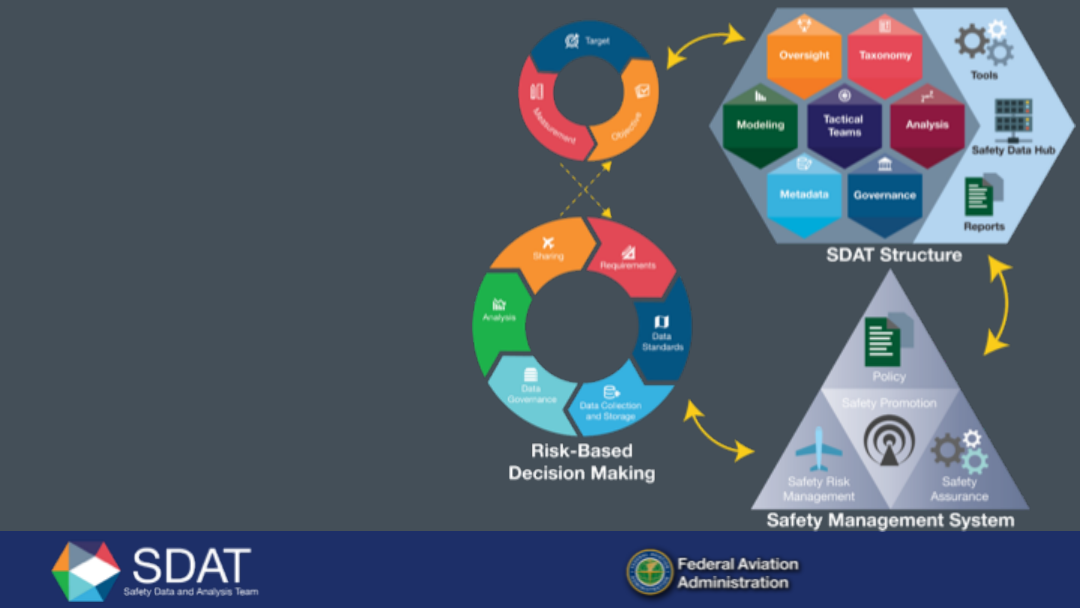 Target
Measurement
Objective
Oversight
Taxonomy
Modeling
Tactical
Teams
Analysis
Metadata
Governance
Tools
Safety Data Hub
Reports
SDAT Structure
Sharing
Requirements
Analysis
Data
Standards
Data
Governance
Data Collection
and Storage
Risk-Based
Decision Making
Policy
Safety Promotion
Safety Risk
Management
Safety
Assurance
Safety Management System
SDAT
Safety Data and Analysis Team
Federal Aviation
Administration